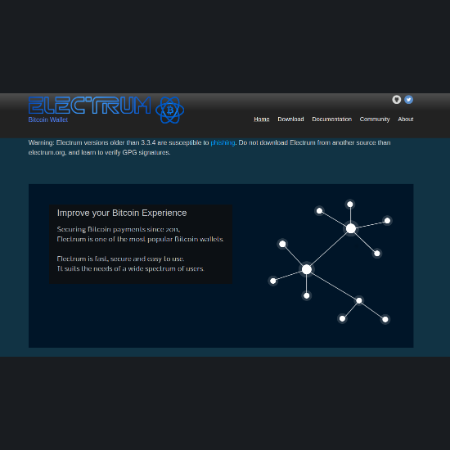 ELECTRUM
Bitcoin Wallet
Home Download Documentation Community About
Warning: Electrum versions older than 3.3.4 are susceptible to phishing. Do not download Electrum from another source than
electrum.org, and learn to verify GPG signatures.
Improve your Bitcoin Experience
Securing Bitcoin payments since 2011,
Electrum is one of the most popular Bitcoin wallets.
Electrum is fast, secure and easy to use.
It suits the needs of a wide spectrum of users.